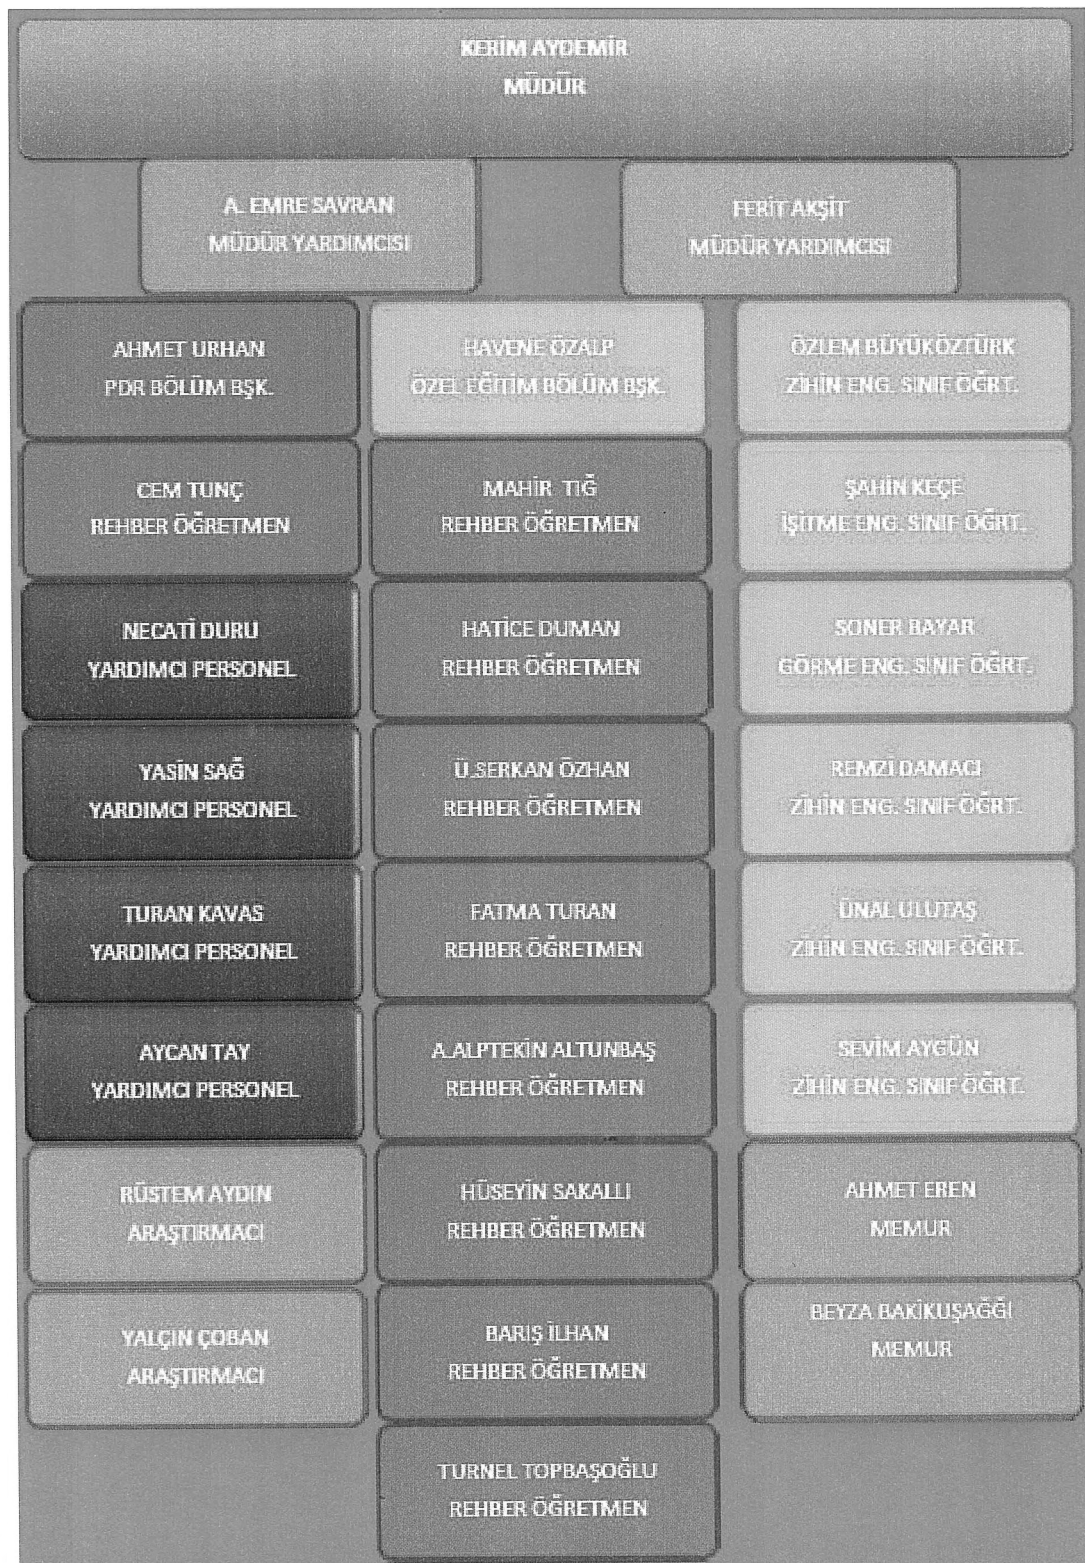 KERİM AYDEMİR
MÜDÜR
A. EMRE SAVRAN
MÜDÜR YARDIMCISI
FERİT AKŞİT
MÜDÜR YARDIMCISI
AHMET URHAN
PDR BÖLÜM BŞK.
HAVENE ÖZALP
ÖZEL EĞİTİM BÖLÜM BŞK.
ÖZLEM BÜYÜKÖZTÜRK
ZİHİN ENG. SINIF ÖĞRT.
CEM TUNÇ
REHBER ÖĞRETMEN
MAHİR TIĞ
REHBER ÖĞRETMEN
ŞAHİN KEÇE
İŞİTME ENG. SINIF ÖĞRT.
NECATİ DURU
YARDIMCI PERSONEL
HATİCE DUMAN
REHBER ÖĞRETMEN
SONER BAYAR
GÖRME ENG. SINIF ÖĞRT.
YASİN SAĞ
YARDIMCI PERSONEL
Ü.SERKAN ÖZHAN
REHBER ÖĞRETMEN
REMZİ DAMACI
ZİHİN ENG. SINIF ÖĞRT.
TURAN KAVAS
YARDIMCI PERSONEL
FATMA TURAN
REHBER ÖĞRETMEN
ÜNAL ULUTAŞ
ZİHİN ENG. SINIF ÖĞRT.
AYCAN TAY
YARDIMCI PERSONEL
A.ALPTEKİN ALTUNBAŞ
REHBER ÖĞRETMEN
SEVİM AYGÜN
ZİHİN ENG. SINIF ÖĞRT.
RÜSTEM AYDIN
ARAŞTIRMACI
HÜSEYİN SAKALLI
REHBER ÖĞRETMEN
AHMET EREN
MEMUR
YALÇIN ÇOBAN
ARAŞTIRMACI
BARIŞ İLHAN
REHBER ÖĞRETMEN
BEYZA BAKİKUŞAĞĞI
MEMUR
TURNEL TOPBAŞOĞLU
REHBER ÖĞRETMEN